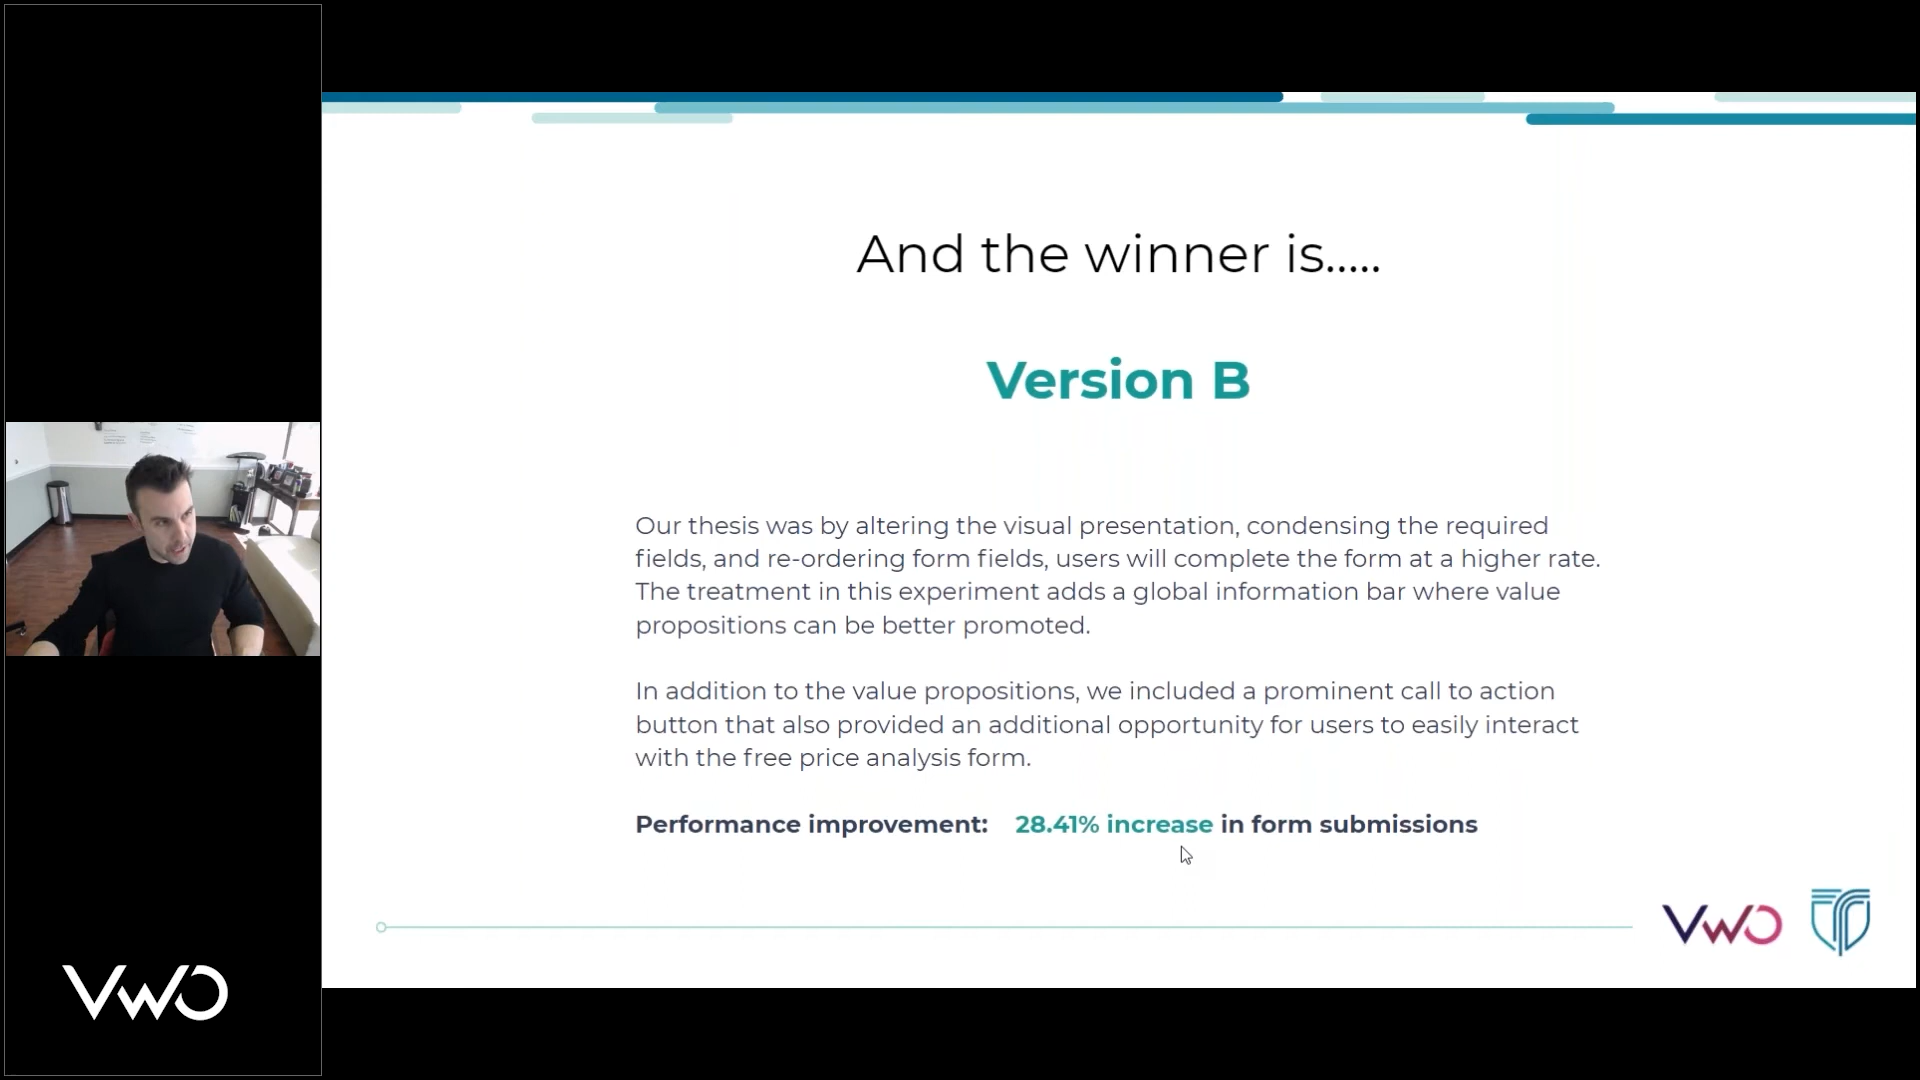 And the winner is.....
Version B
Our thesis was by altering the visual presentation, condensing the required
fields, and re-ordering form fields, users will complete the form at a higher rate.
The treatment in this experiment adds a global information bar where value
propositions can be better promoted.
In addition to the value propositions, we included a prominent call to action
button that also provided an additional opportunity for users to easily interact
with the free price analysis form.
Performance improvement: 28.41% increase in form submissions
VWO
VWO